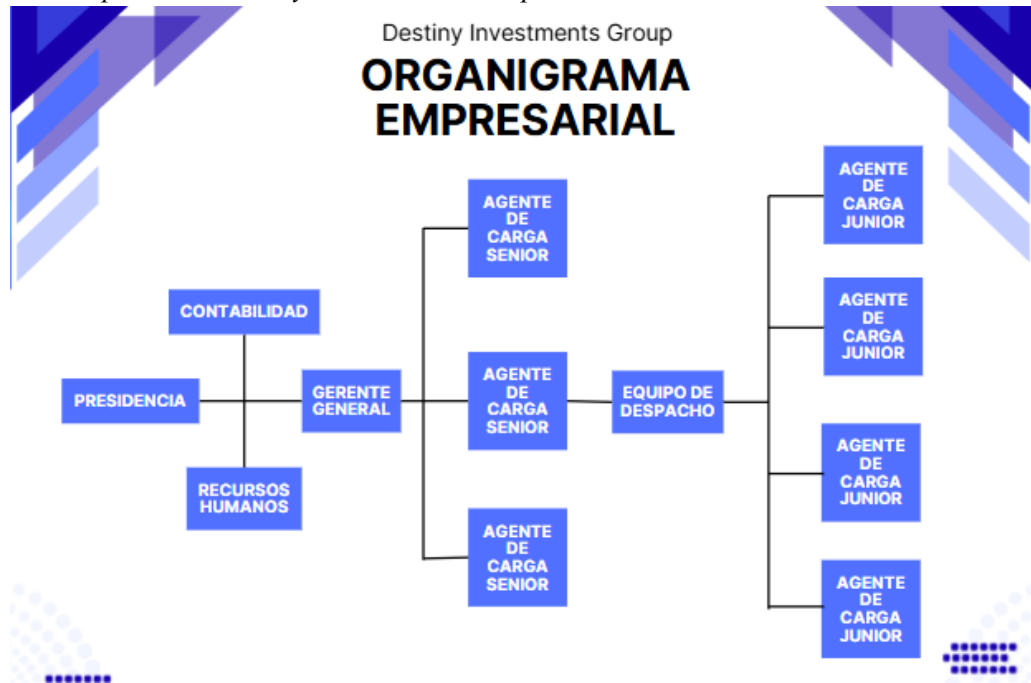 Destiny Investments Group
ORGANIGRAMA
EMPRESARIAL
PRESIDENCIA
CONTABILIDAD
RECURSOS
HUMANOS
GERENTE
GENERAL
AGENTE
DE
CARGA
SENIOR
AGENTE
DE
CARGA
SENIOR
AGENTE
DE
CARGA
SENIOR
EQUIPO DE
DESPACHO
AGENTE
DE
CARGA
JUNIOR
AGENTE
DE
CARGA
JUNIOR
AGENTE
DE
CARGA
JUNIOR
AGENTE
DE
CARGA
JUNIOR